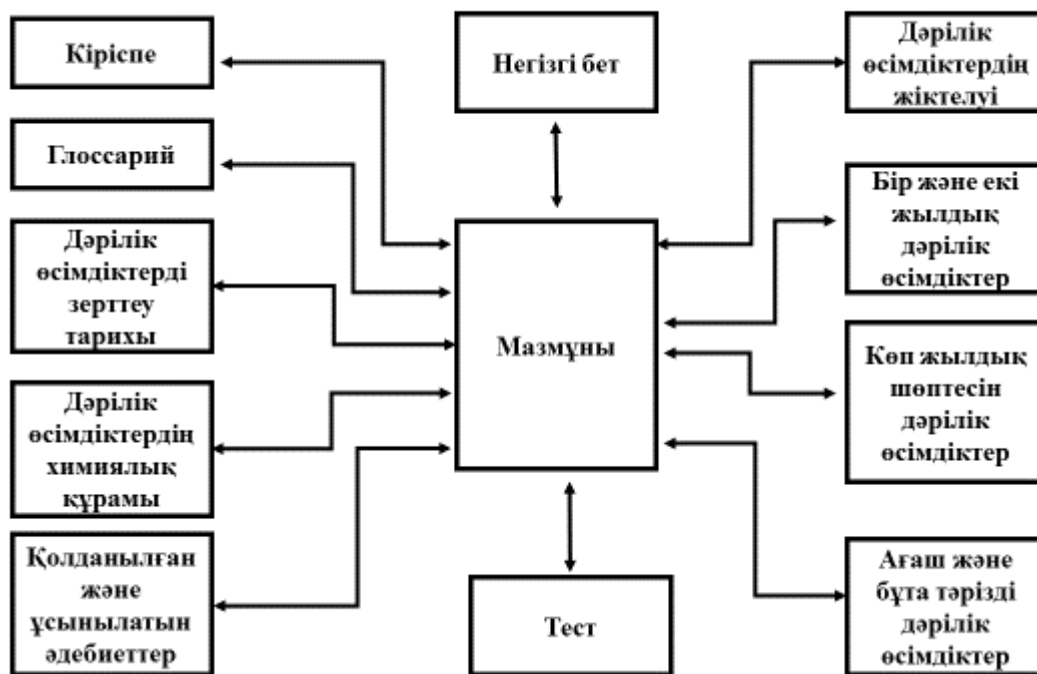 Кіріспе
Глоссарий
Дәрілік
өсімдіктерді
зерттеу
тарихы
Дәрілік
өсімдіктердің
химиялық
құрамы
Қолданылған
және
ұсынылатын
әдебиеттер
Негізгі бет
Мазмұны
Тест
Дәрілік
өсімдіктердің
жіктелуі
Бір және екі
жылдық
дәрілік
өсімдіктер
Көп жылдық
шөптесін
дәрілік
өсімдіктер
Ағаш және
бұта тәрізді
дәрілік
өсімдіктер